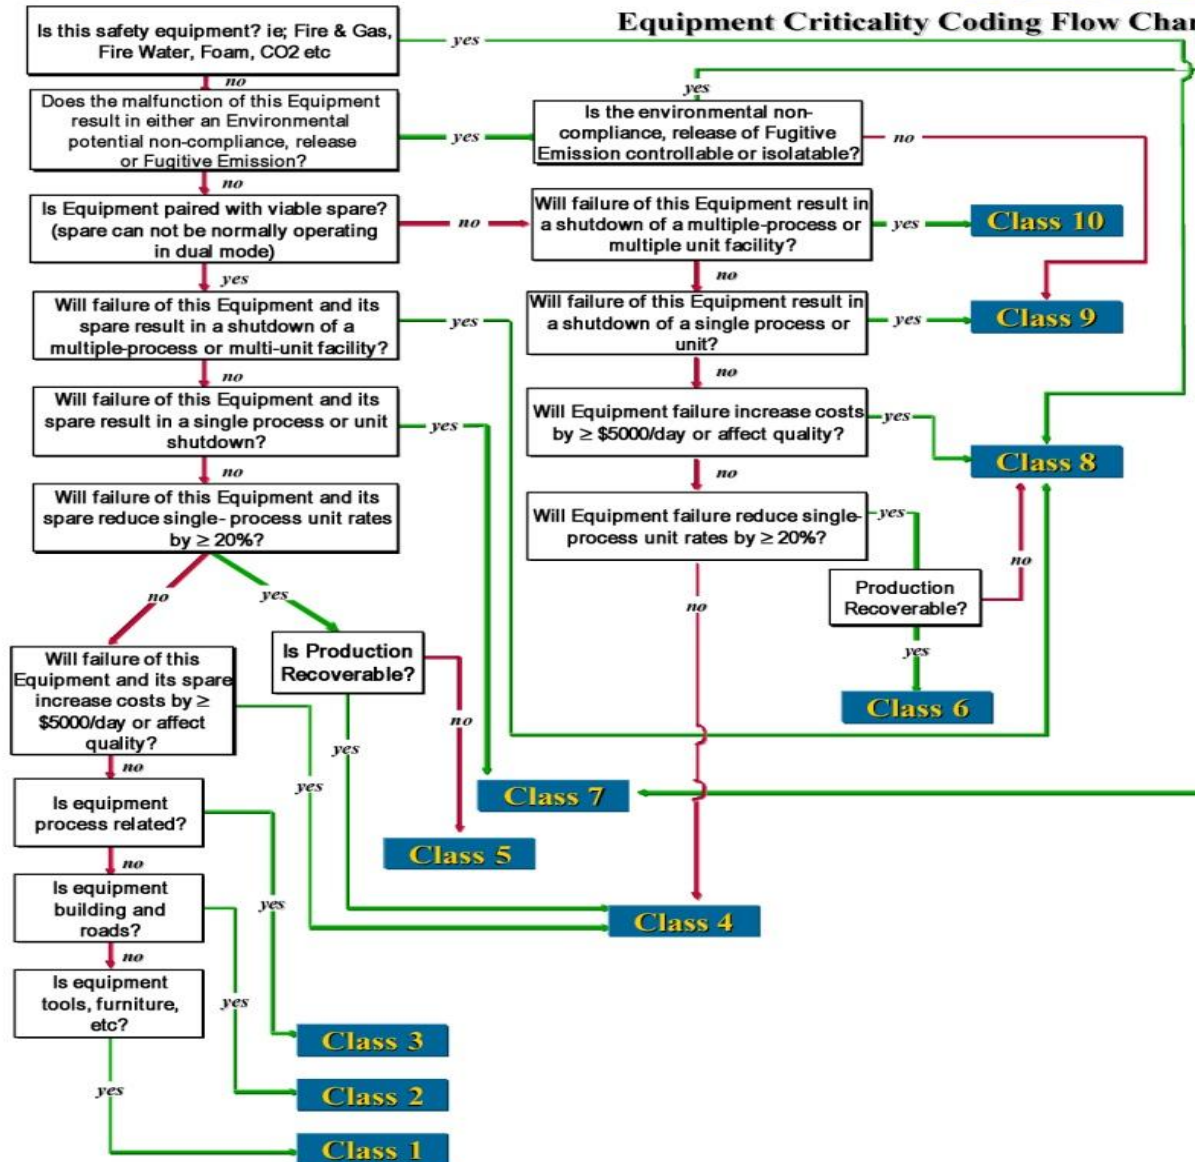 Equipment Criticality Coding Flow Char
Is this safety equipment? ie; Fire & Gas,
Fire Water, Foam, CO2 etc
yes
no
Does the malfunction of this Equipment
result in either an Environmental
potential non-compliance, release
or Fugitive Emission?
yes
no
Is the environmental non-
compliance, release of Fugitive
Emission controllable or isolatable?
yes
no
Is Equipment paired with viable spare?
(spare can not be normally operating
in dual mode)
no
yes
Will failure of this Equipment result in
a shutdown of a multiple-process or
multiple unit facility?
yes
Class 10
no
Will failure of this Equipment and its
spare result in a shutdown of a
multiple-process or multi-unit facility?
yes
no
Will failure of this Equipment result in
a shutdown of a single process or
unit?
yes
Class 9
no
Will failure of this Equipment and its
spare result in a single process or unit
shutdown?
yes
no
Will Equipment failure increase costs
by ≥ $5000/day or affect quality?
yes
Class 8
no
Will failure of this Equipment and its
spare reduce single- process unit rates
by ≥ 20%?
no
yes
Will Equipment failure reduce single-
process unit rates by ≥ 20%?
yes
no
Production
Recoverable?
no
yes
Class 6
Will failure of this
Equipment and its spare
increase costs by ≥
$5000/day or affect
quality?
yes
no
Is Production
Recoverable?
no
yes
Class 7
Class 5
Class 4
Is equipment
process related?
yes
no
Is equipment
building and
roads?
yes
no
Is equipment
tools, furniture,
etc?
yes
Class 3
Class 2
Class 1